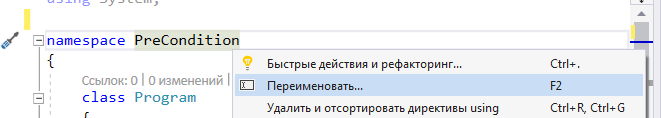 using System;
namespace PreCondition
{
Быстрые действия и рефакторинг... Ctrl+.
Ссылок: 0 | 0 изменений |
Переименовать... F2
class Program
Удалить и отсортировать директивы using Ctrl+R, Ctrl+G
{